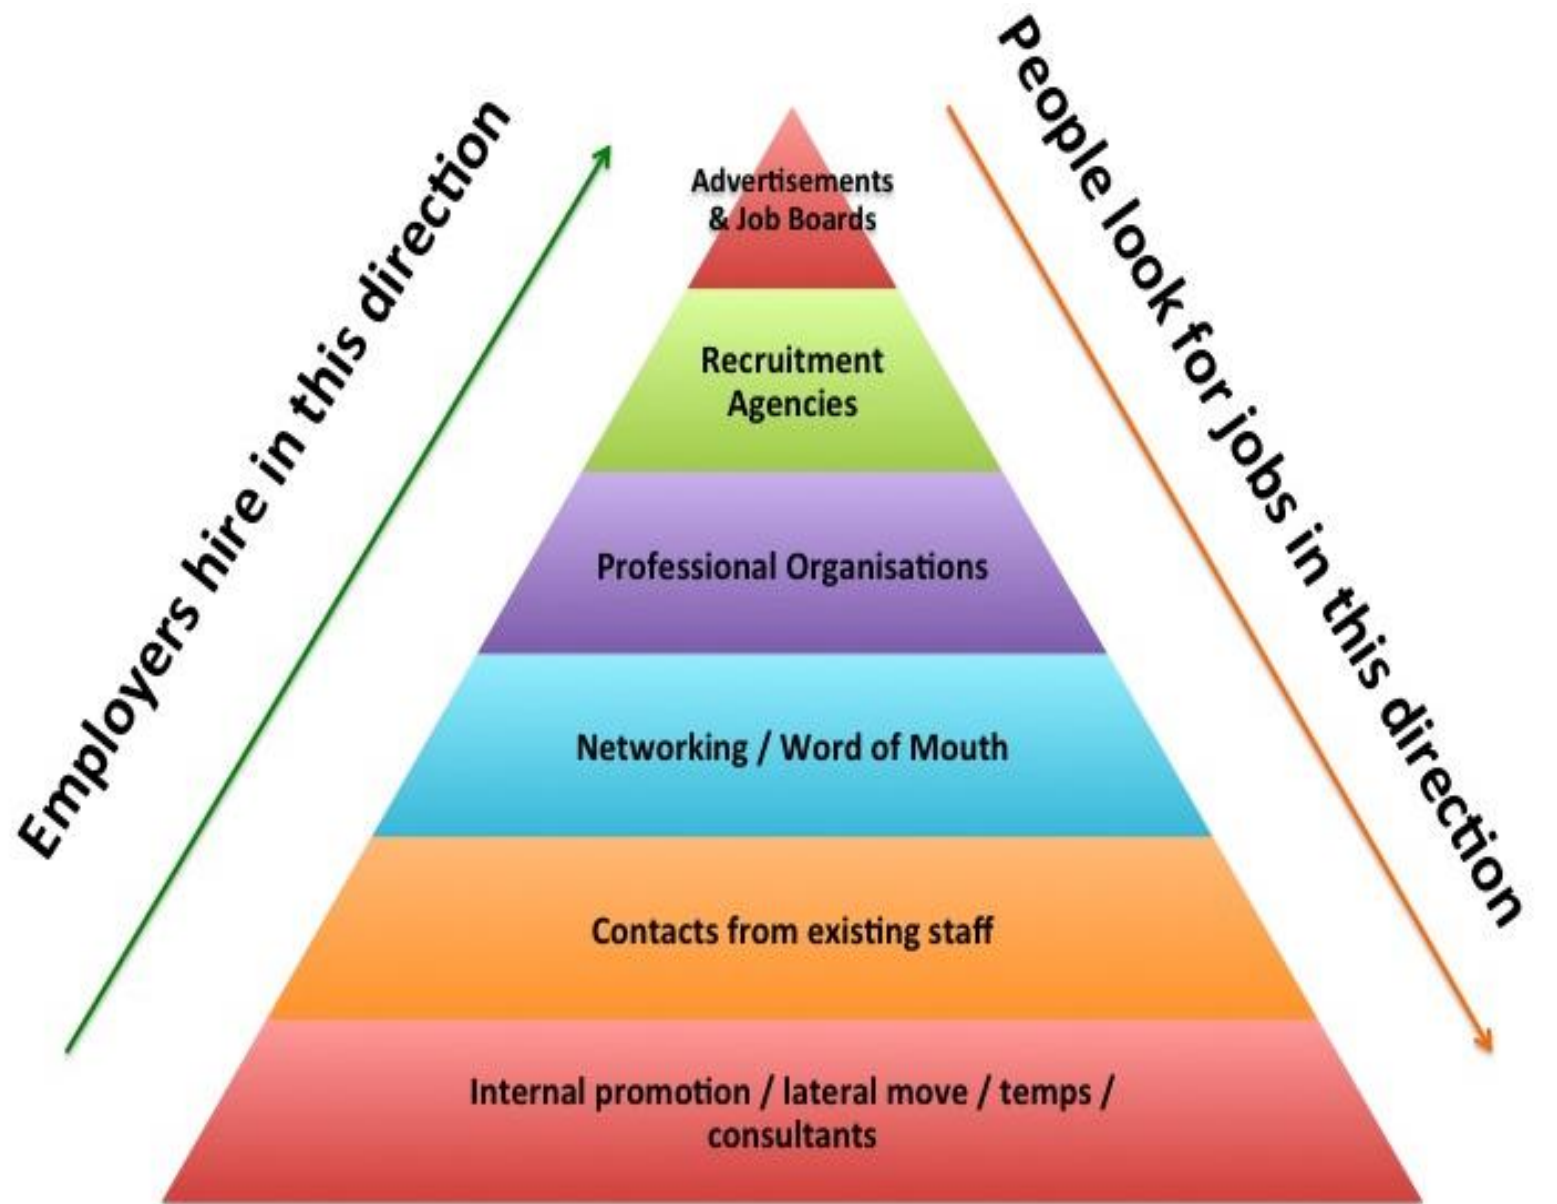 Employers hire in this direction
People look for jobs in this direction
Advertisements
& Job Boards
Recruitment
Agencies
Professional Organisations
Networking / Word of Mouth
Contacts from existing staff
Internal promotion / lateral move / temps /
consultants